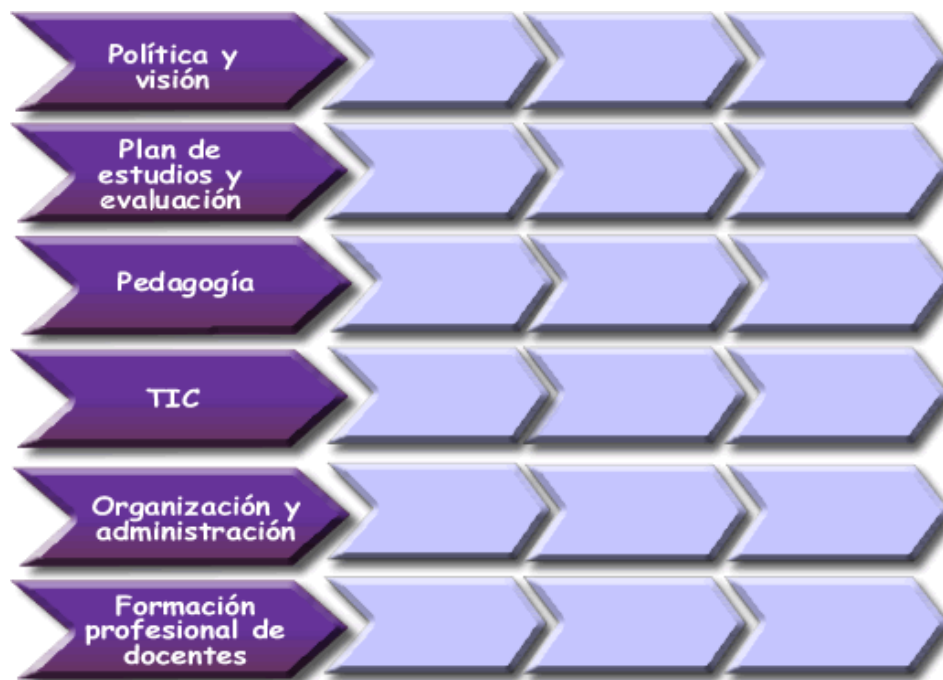 Política y
visión
Plan de
estudios y
evaluación
Pedagogía
TIC
Organización y
administración
Formación
profesional de
docentes